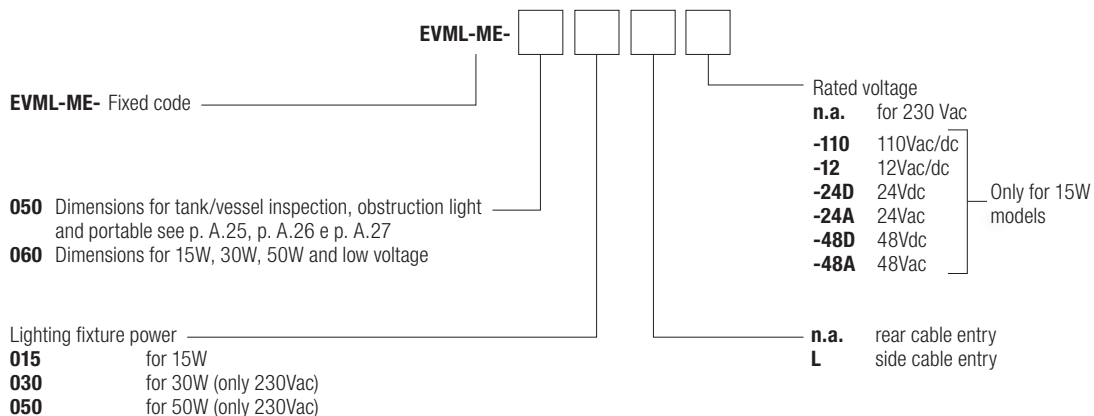 EVML-ME-
EVML-ME- Fixed code
050 Dimensions for tank/vessel inspection, obstruction light
and portable see p. A.25, p. A.26 e p. A.27
060 Dimensions for 15W, 30W, 50W and low voltage
Lighting fixture power
015 for 15W
030 for 30W (only 230Vac)
050 for 50W (only 230Vac)
Rated voltage
n.a. for 230 Vac
-110 110Vac/dc
-12 12Vac/dc
-24D 24Vdc
-24A 24Vac
-48D 48Vdc
-48A 48Vac
Only for 15W
models
n.a. rear cable entry
L side cable entry